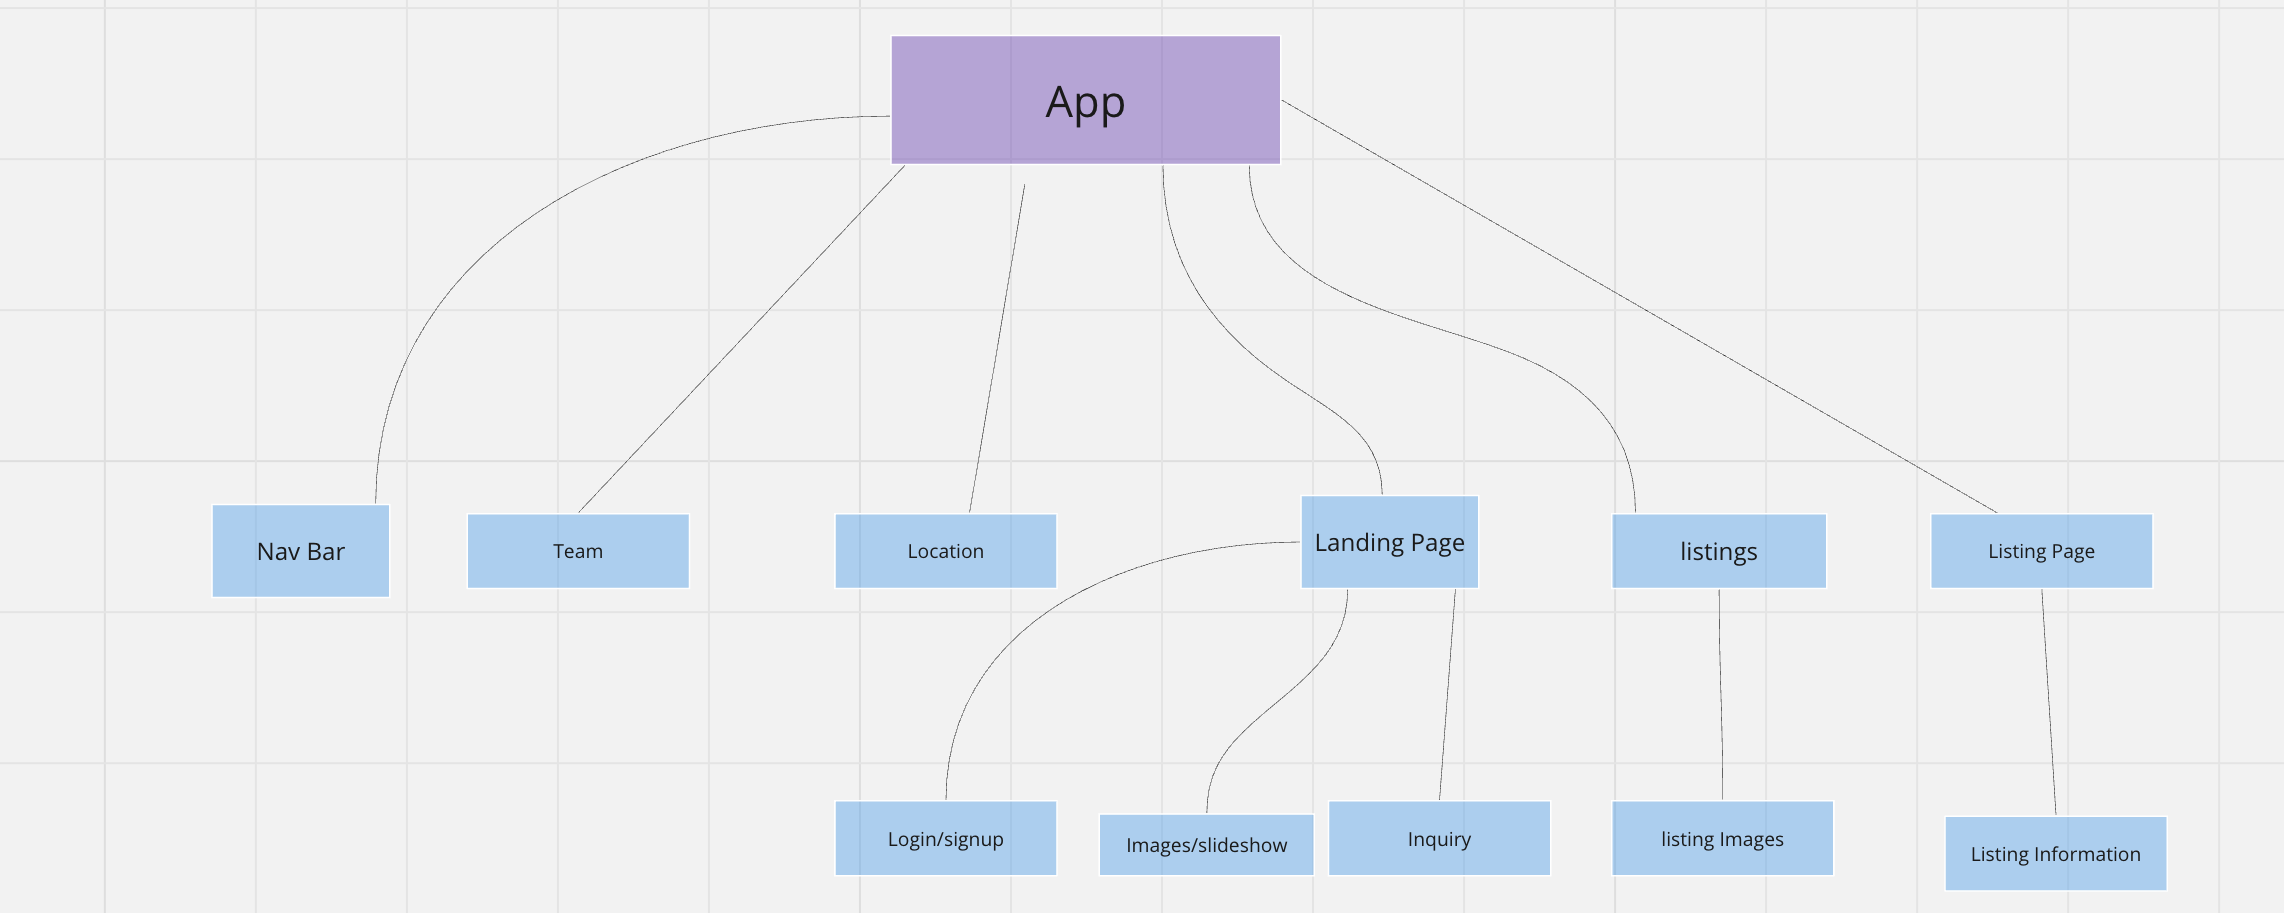 App
Nav Bar
Team
Location
Landing Page
listings
Listing Page
Login/signup
Images/slideshow
Inquiry
listing Images
Listing Information